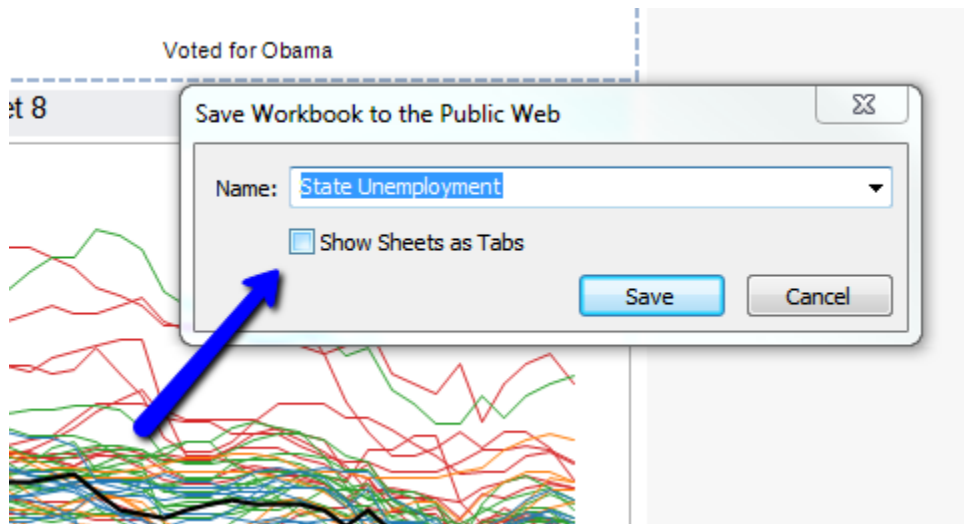 Voted for Obama
et 8
Save Workbook to the Public Web
Name: State Unemployment
Show Sheets as Tabs
Save Cancel